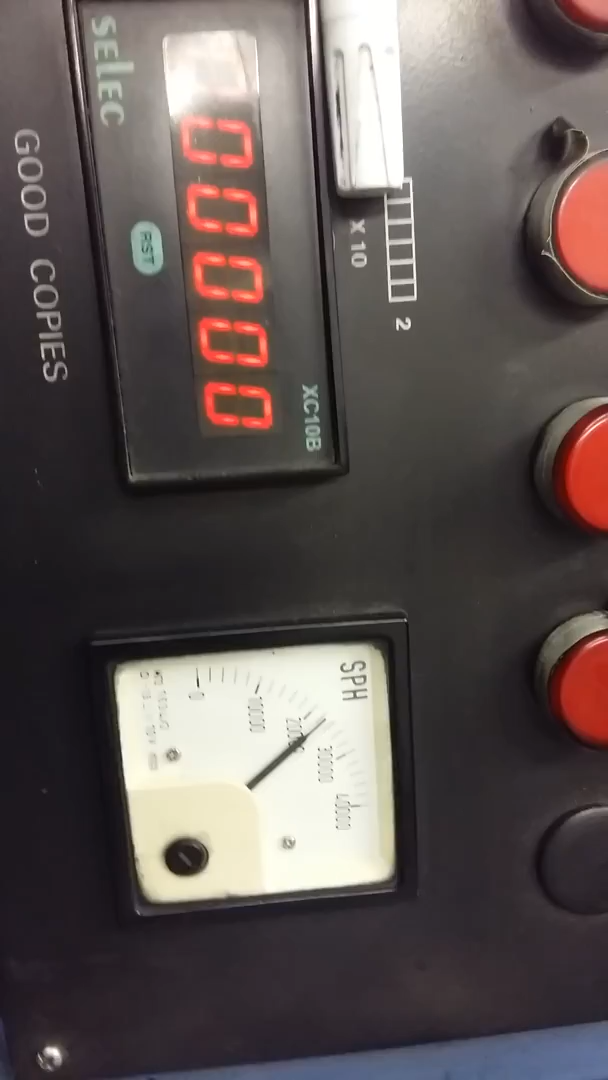 SELEC
00000
RST
XC10B
GOOD COPIES
X 10
2
SPH
0
10000
20000
30000
40000